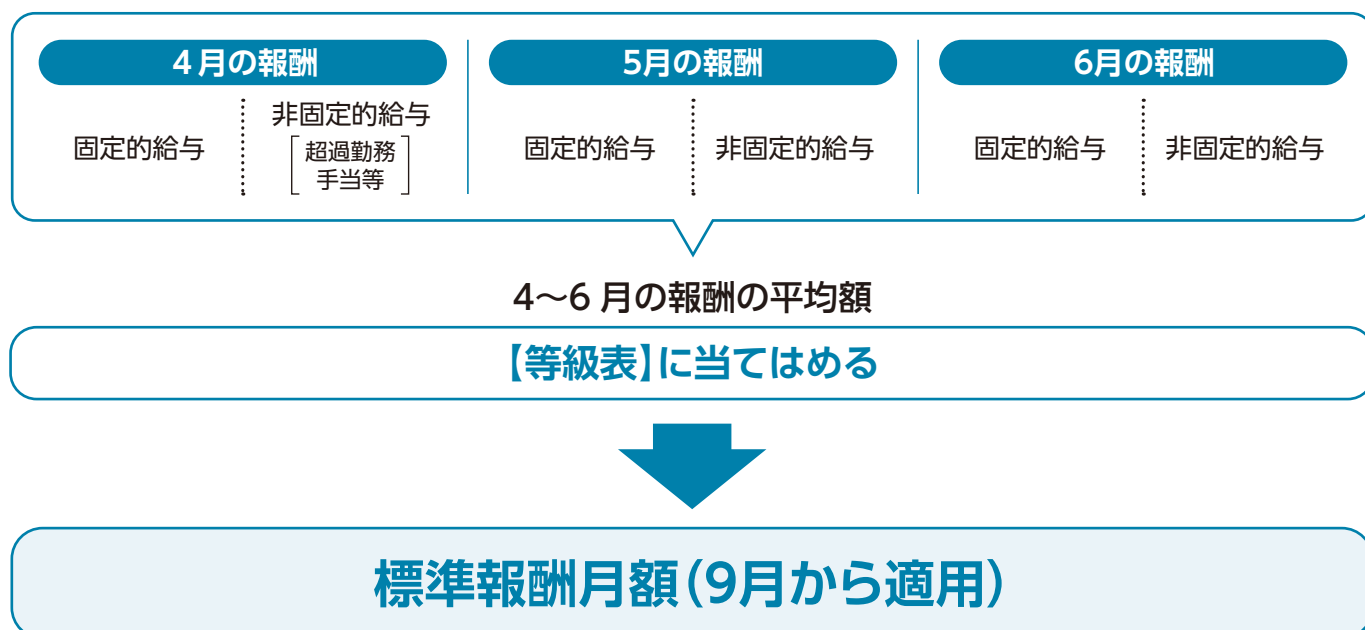 4月の報酬
固定的給与
非固定的給与
超過勤務
手当等
5月の報酬
固定的給与
非固定的給与
6月の報酬
固定的給与
非固定的給与
4〜6月の報酬の平均額
【等級表】に当てはめる
標準報酬月額(9月から適用)